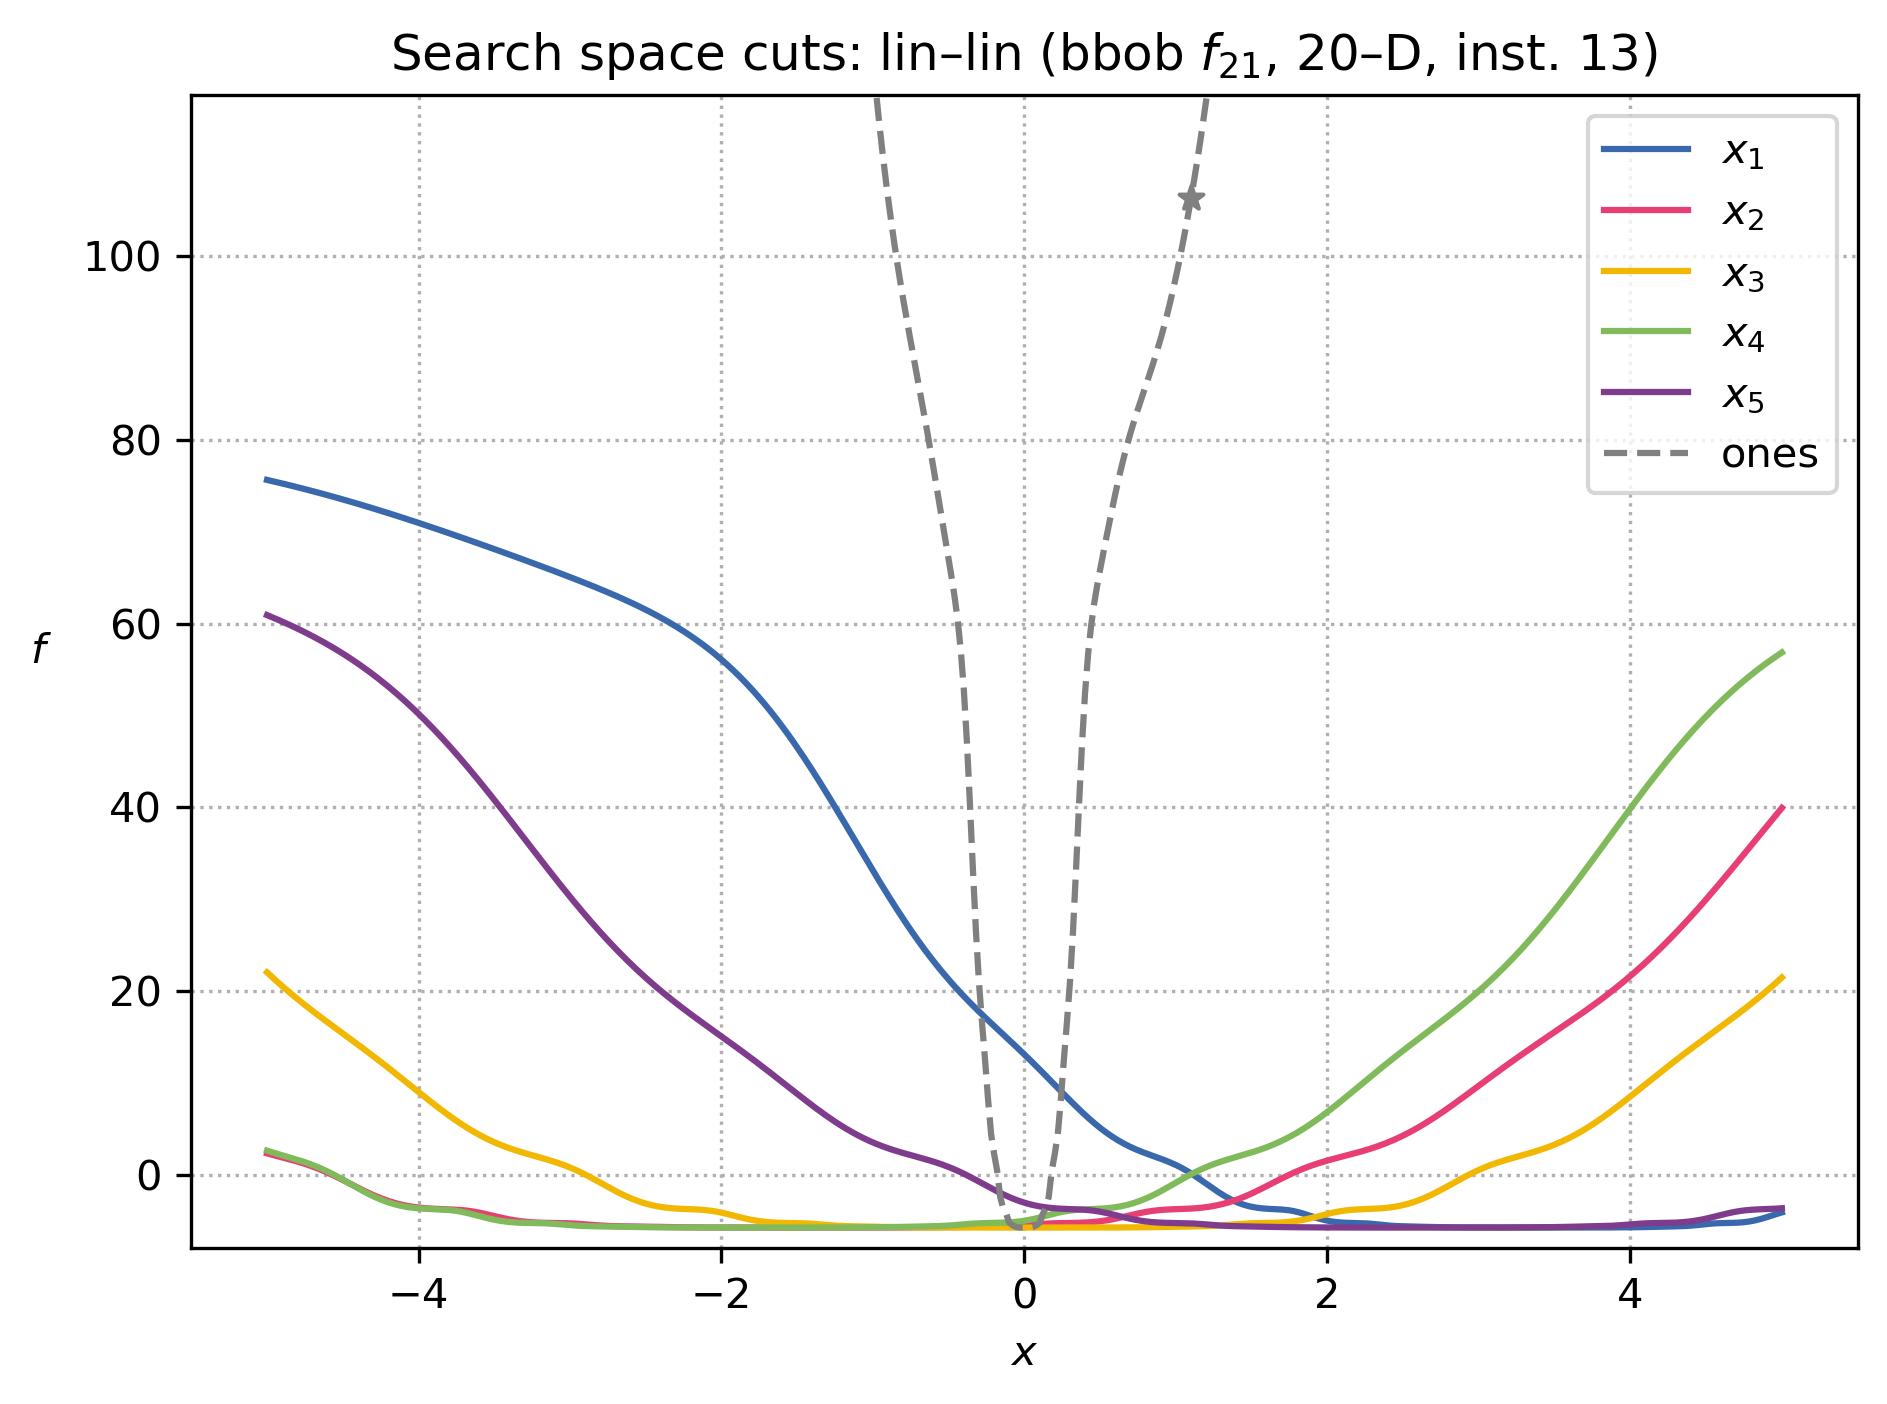 Search space cuts: lin–lin (bbob f₂₁, 20–D, inst. 13)
x₁
x₂
x₃
x₄
x₅
ones
100
80
60
40
20
0
f
−4 −2 0 2 4
x